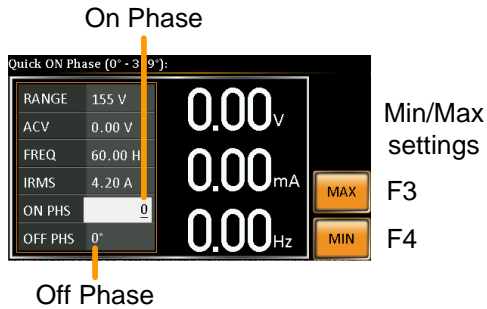 On Phase
Quick ON Phase (0° - 359°):
RANGE 155 V
ACV 0.00 V
FREQ 60.00 H
IRMS 4.20 A
ON PHS 0
OFF PHS 0°
0.00V
0.00mA
0.00Hz
MAX
MIN
Min/Max
settings
F3
F4
Off Phase